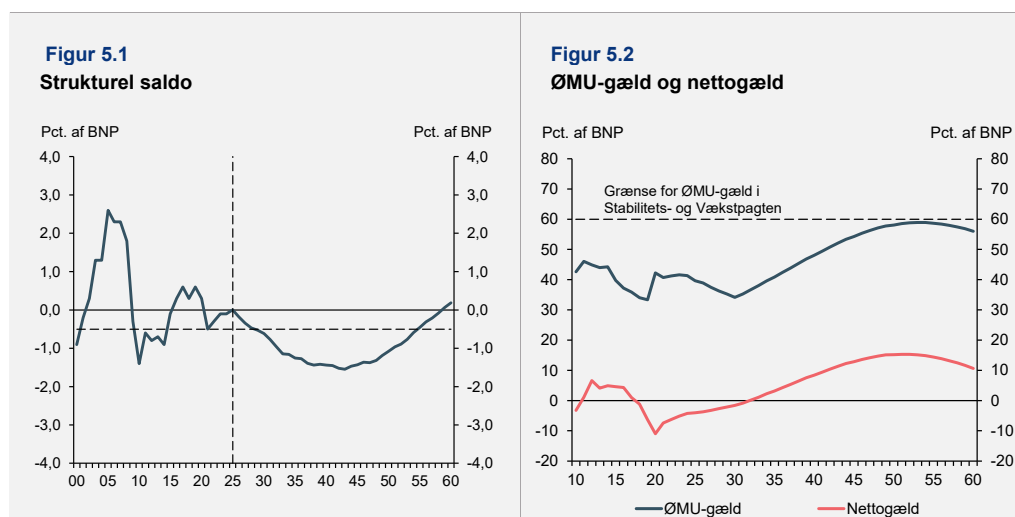 Figur 5.1
Strukturel saldo
Pct. af BNP Pct. af BNP
4,0 4,0
3,0 3,0
2,0 2,0
1,0 1,0
0,0 0,0
-1,0 -1,0
-2,0 -2,0
-3,0 -3,0
-4,0 -4,0
00 05 10 15 20 25 30 35 40 45 50 55 60
Figur 5.2
ØMU-gæld og nettogæld
Pct. af BNP Pct. af BNP
80 80
70 70
Grænse for ØMU-gæld i
Stabilitets- og Vækstpagten
60 60
50 50
40 40
30 30
20 20
10 10
0 0
-10 -10
-20 -20
10 15 20 25 30 35 40 45 50 55 60
ØMU-gæld Nettogæld